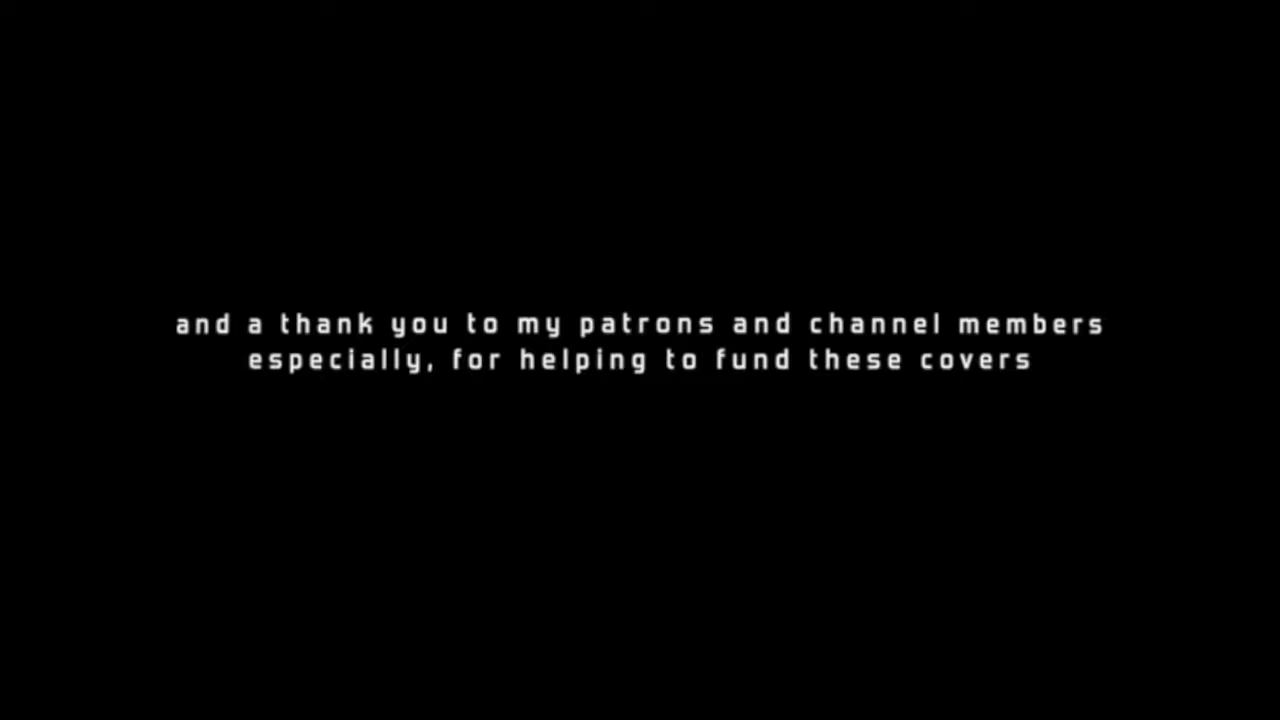 and a thank you to my patrons and channel members
especially, for helping to fund these covers